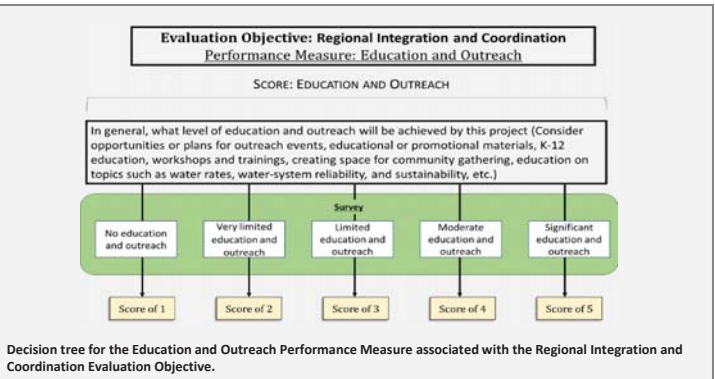 Evaluation Objective: Regional Integration and Coordination
Performance Measure: Education and Outreach
SCORE: EDUCATION AND OUTREACH
In general, what level of education and outreach will be achieved by this project (Consider
opportunities or plans for outreach events, educational or promotional materials, K-12
education, workshops and trainings, creating space for community gathering, education on
topics such as water rates, water-system reliability, and sustainability, etc.)
Survey
No education
and outreach
Very limited
education and
outreach
Limited
education and
outreach
Moderate
education and
outreach
Significant
education and
outreach
Score of 1
Score of 2
Score of 3
Score of 4
Score of 5
Decision tree for the Education and Outreach Performance Measure associated with the Regional Integration and
Coordination Evaluation Objective.